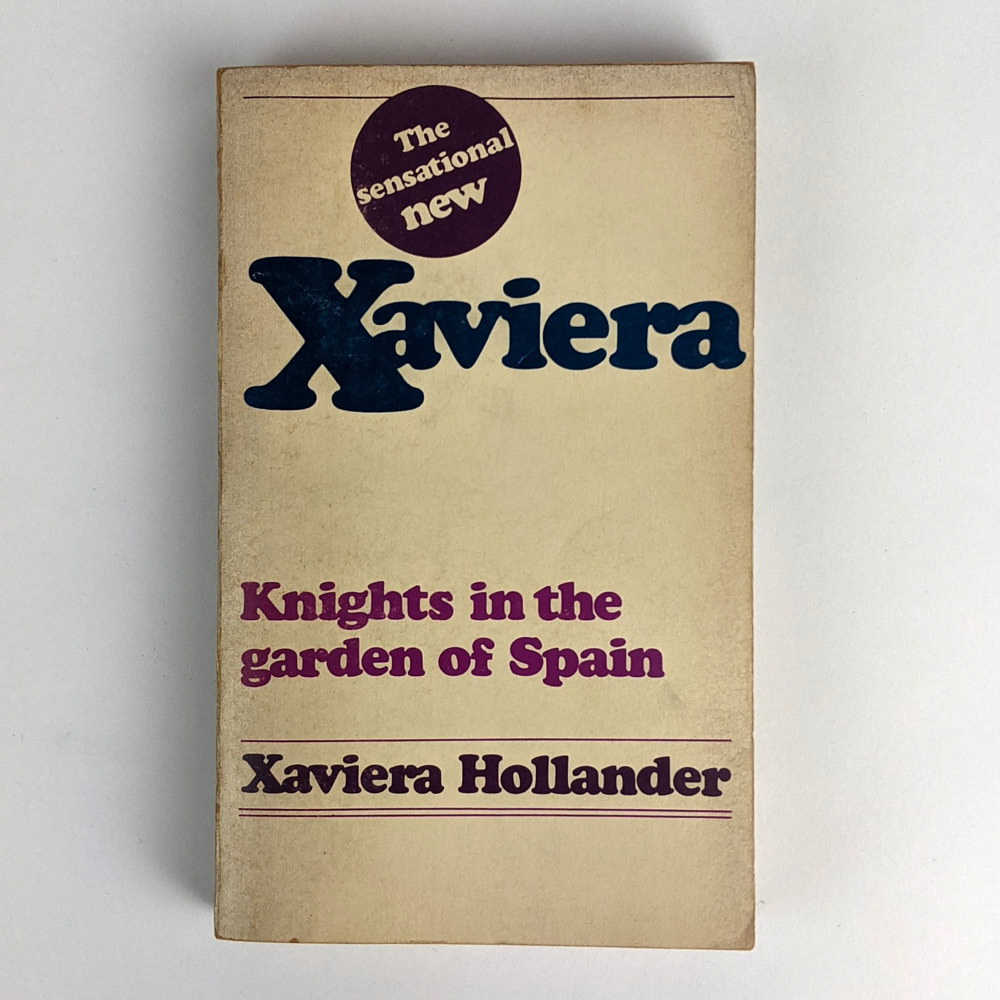 The
sensational
new
Xaviera
Knights in the
garden of Spain
Xaviera Hollander